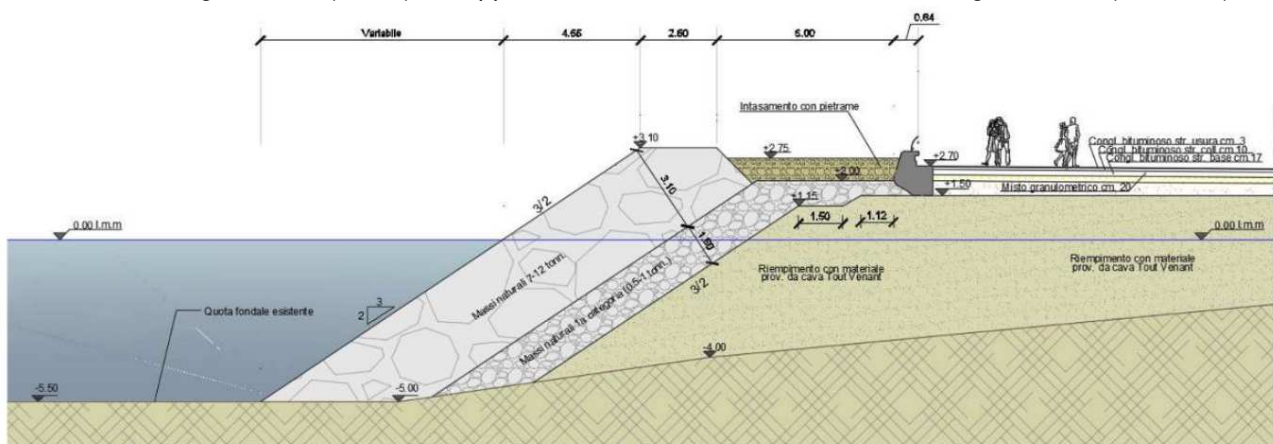 0.64
Variabile
4.65
2.60
6.00
Intasamento con pietrame
+3.10
+2.75
+2.00
+2.70
Congl. bituminoso str. usura cm. 3
Congl. bituminoso str. coll cm.10
Congl. bituminoso str. base cm.17
+1.50
Misto granulometrico cm. 20
3/2
3.10
+1.15
1.50
1.12
0.00 l.m.m
0.00 l.m.m
Massi naturali 7-12 tonn.
Massi naturali 1a categoria (0.5-1 tonn.)
3/2
Riempimento con materiale
prov. da cava Tout Venant
Riempimento con materiale
prov. da cava Tout Venant
3
2
Quota fondale esistente
-4.00
-5.50
-5.00